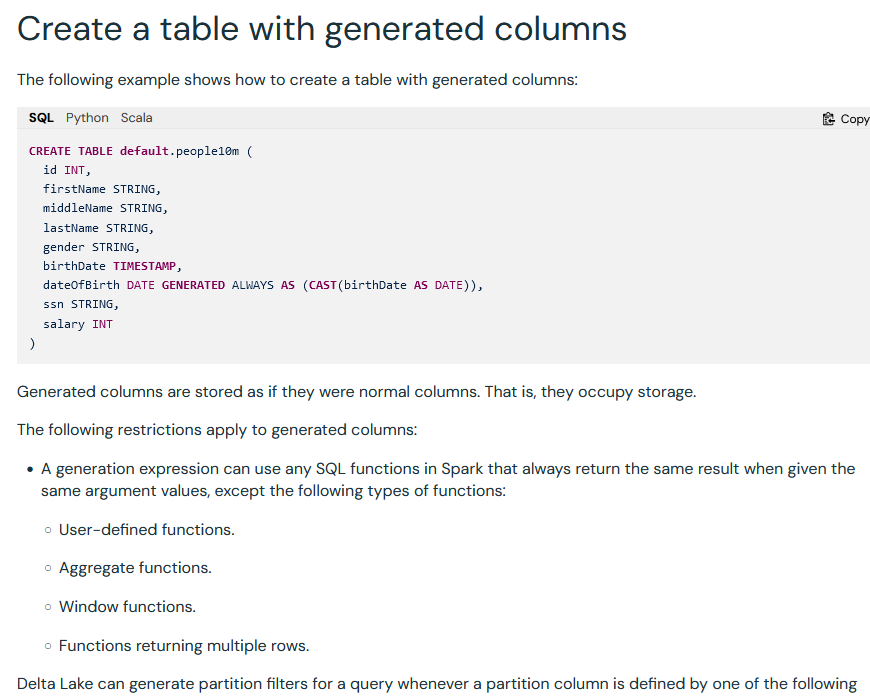 Create a table with generated columns
The following example shows how to create a table with generated columns:
SQL Python Scala Copy
CREATE TABLE default.people10m (
  id INT,
  firstName STRING,
  middleName STRING,
  lastName STRING,
  gender STRING,
  birthDate TIMESTAMP,
  dateOfBirth DATE GENERATED ALWAYS AS (CAST(birthDate AS DATE)),
  ssn STRING,
  salary INT
)
Generated columns are stored as if they were normal columns. That is, they occupy storage.
The following restrictions apply to generated columns:
• A generation expression can use any SQL functions in Spark that always return the same result when given the
same argument values, except the following types of functions:
○ User-defined functions.
○ Aggregate functions.
○ Window functions.
○ Functions returning multiple rows.
Delta Lake can generate partition filters for a query whenever a partition column is defined by one of the following